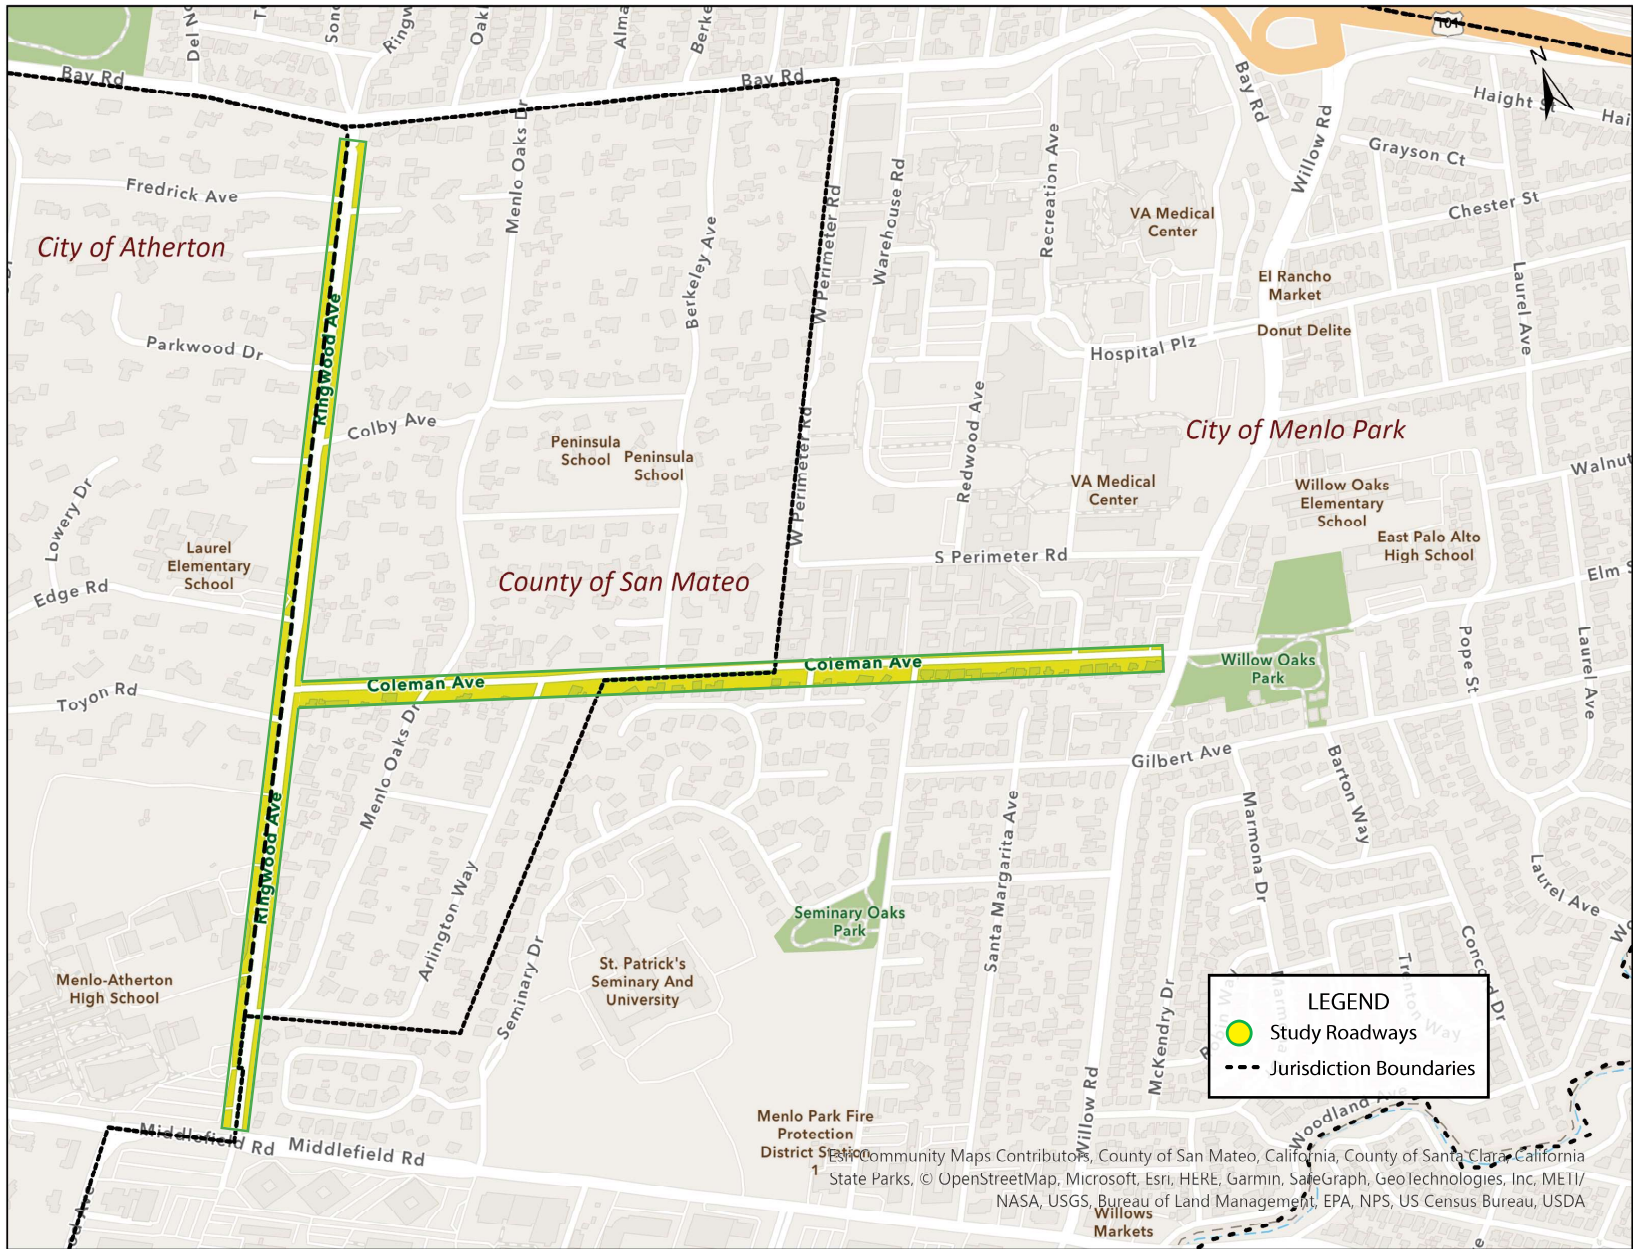 Del No
Ringw
Oak
Alma
Berke
Bay Rd
Bay Rd
Bay Rd
101
N
Haight St
Hai
Grayson Ct
Willow Rd
Chester St
Fredrick Ave
Menlo Oaks Dr
Recreation Ave
Warehouse Rd
W Perimeter Rd
VA Medical
Center
City of Atherton
Berkeley Ave
El Rancho
Market
Laurel Ave
Donut Delite
Ringwood Ave
Parkwood Dr
Hospital Plz
Colby Ave
Peninsula
School
Peninsula
School
W Perimeter Rd
Redwood Ave
City of Menlo Park
Walnut
Lowery Dr
VA Medical
Center
Willow Oaks
Elementary
School
East Palo Alto
High School
Laurel
Elementary
School
S Perimeter Rd
Edge Rd
County of San Mateo
Elm S
Pope St
Laurel Ave
Coleman Ave
Coleman Ave
Willow Oaks
Park
Toyon Rd
Menlo Oaks Dr
Gilbert Ave
Barton Way
Ringwood Ave
Marmona Dr
Santa Margarita Ave
Laurel Ave
Arlington Way
Seminary Oaks
Park
Seminary Dr
St. Patrick's
Seminary And
University
Menlo-Atherton
High School
Concord Dr
Trenton Way
McKendry Dr
LEGEND
Study Roadways
Jurisdiction Boundaries
Willow Rd
Woodland Ave
Middlefield Rd
Middlefield Rd
Menlo Park Fire
Protection
District Station
1
Esri Community Maps Contributors, County of San Mateo, California, County of Santa Clara, California
State Parks, © OpenStreetMap, Microsoft, Esri, HERE, Garmin, SafeGraph, GeoTechnologies, Inc, METI/
NASA, USGS, Bureau of Land Management, EPA, NPS, US Census Bureau, USDA
Willows
Markets